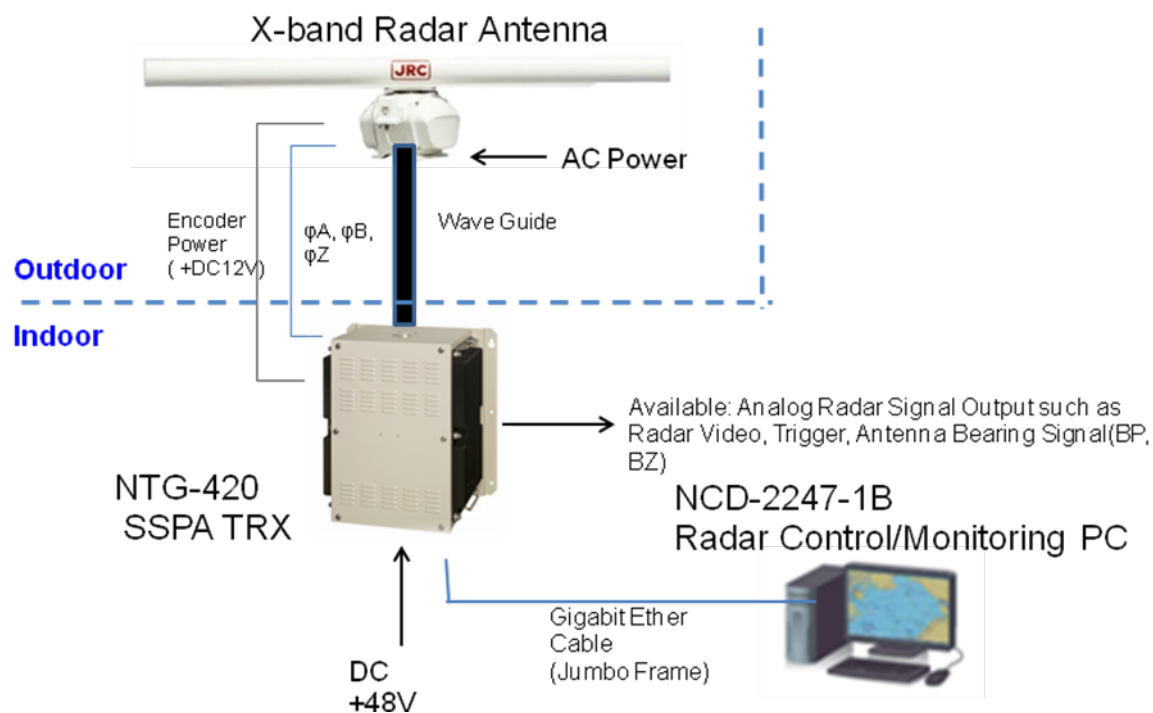 X-band Radar Antenna
JRC
AC Power
Encoder
Power
( +DC12V)
φA, φB,
φZ
Wave Guide
Outdoor
Indoor
Available: Analog Radar Signal Output such as
Radar Video, Trigger, Antenna Bearing Signal(BP,
BZ)
NTG-420
SSPA TRX
NCD-2247-1B
Radar Control/Monitoring PC
Gigabit Ether
Cable
(Jumbo Frame)
DC
+48V